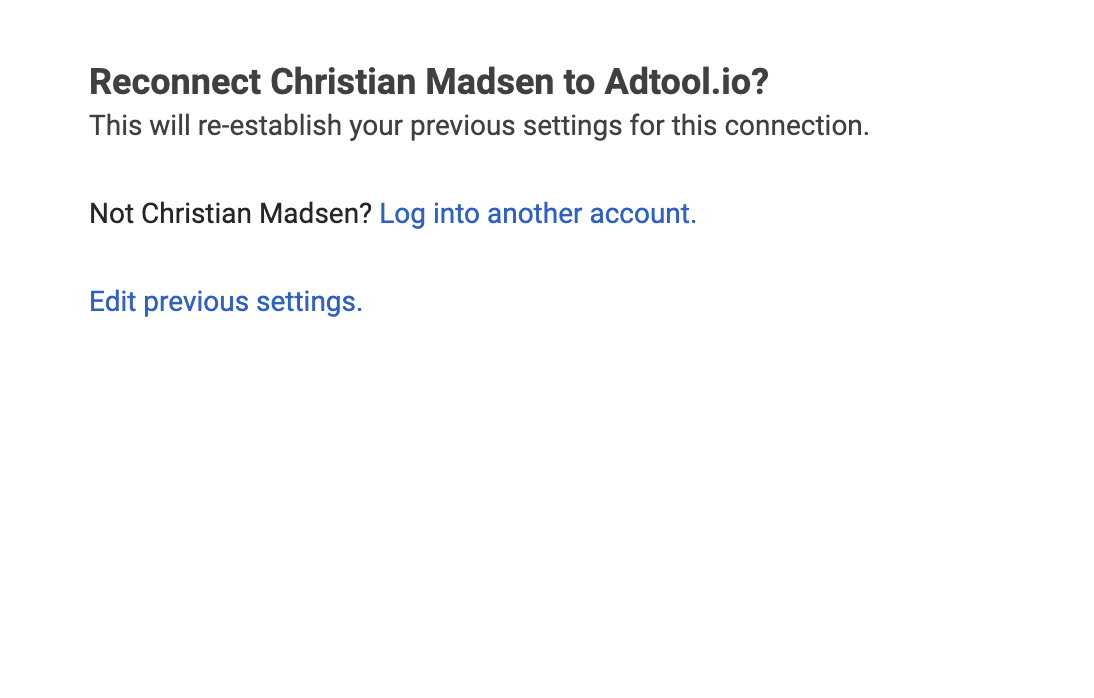 Reconnect Christian Madsen to Adtool.io?
This will re-establish your previous settings for this connection.
Not Christian Madsen? Log into another account.
Edit previous settings.